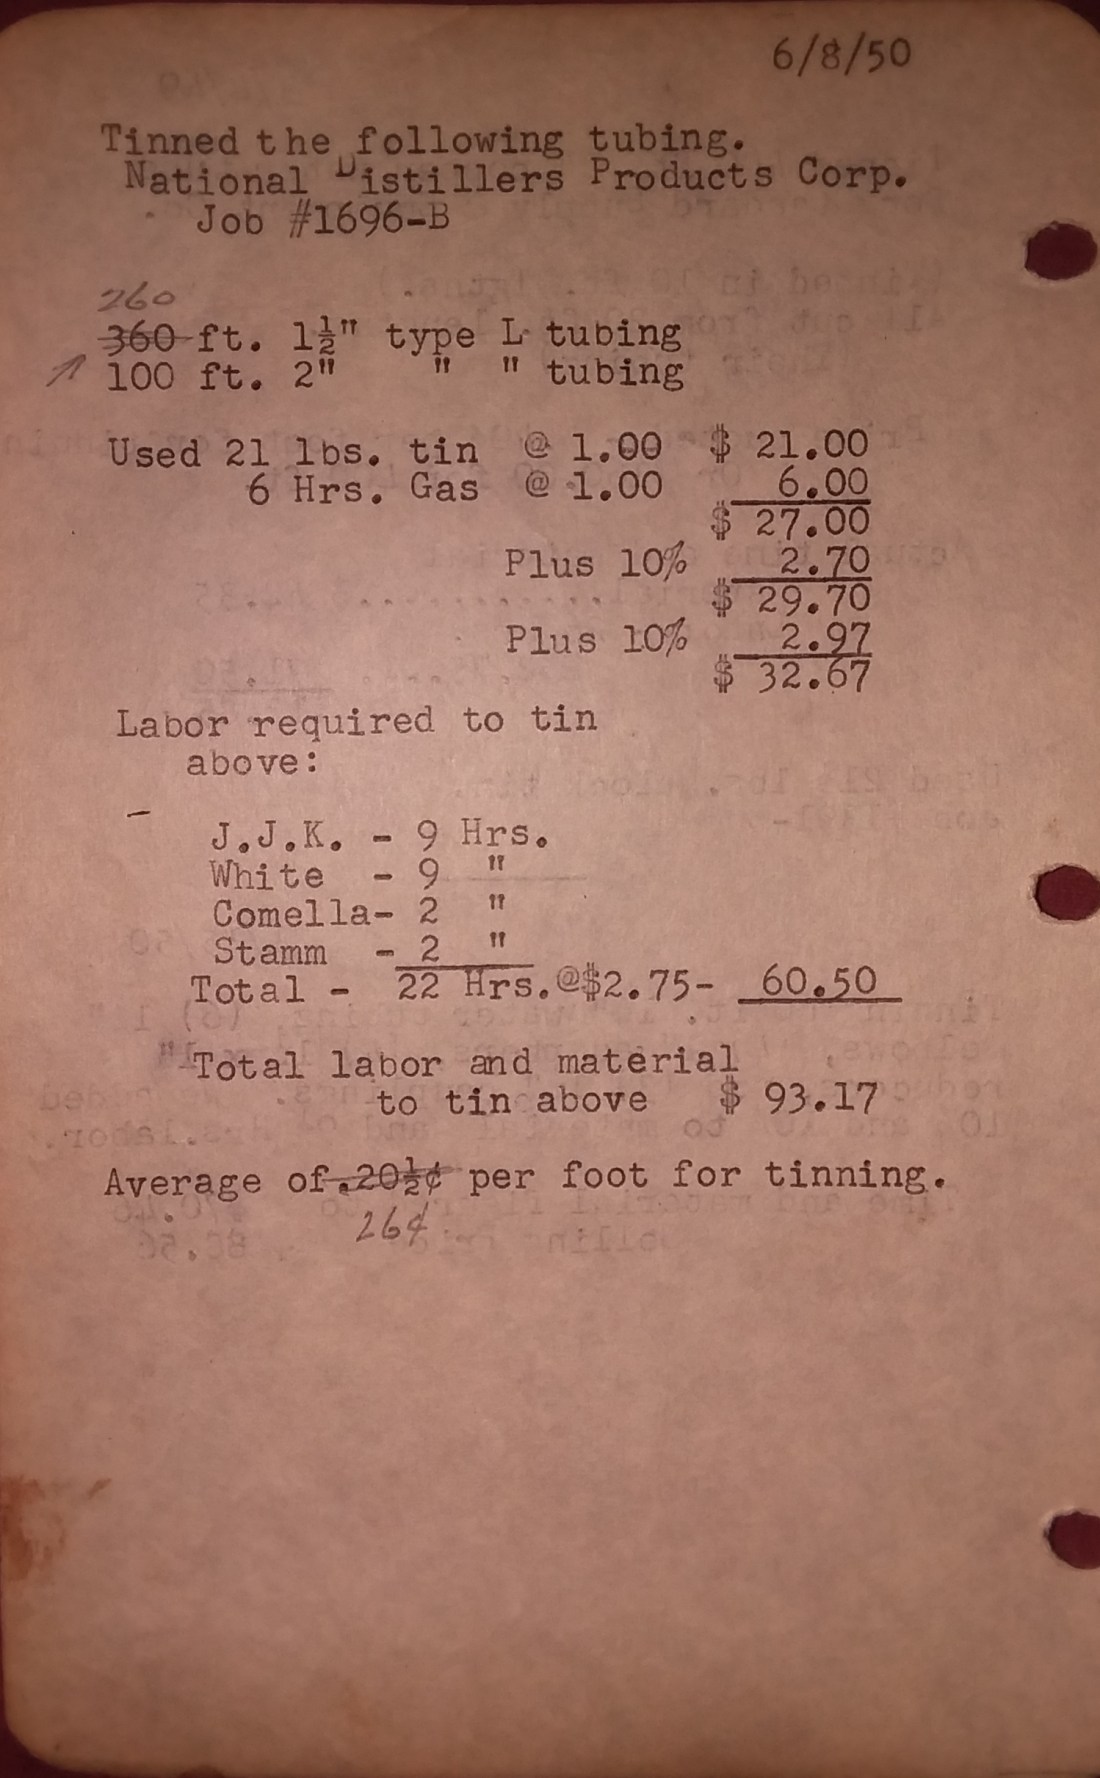 6/8/50
Tinned the following tubing.
National Distillers Products Corp.
Job #1696-B
260
360 ft. 1½" type L tubing
100 ft. 2" " " tubing
Used 21 lbs. tin @ 1.00 $ 21.00
6 Hrs. Gas @ 1.00 6.00
$ 27.00
Plus 10% 2.70
$ 29.70
Plus 10% 2.97
$ 32.67
Labor required to tin
above:
J.J.K. - 9 Hrs.
White - 9 "
Comella- 2 "
Stamm - 2 "
Total - 22 Hrs.@$2.75- 60.50
Total labor and material
to tin above $ 93.17
Average of .20½¢ per foot for tinning.
26¢